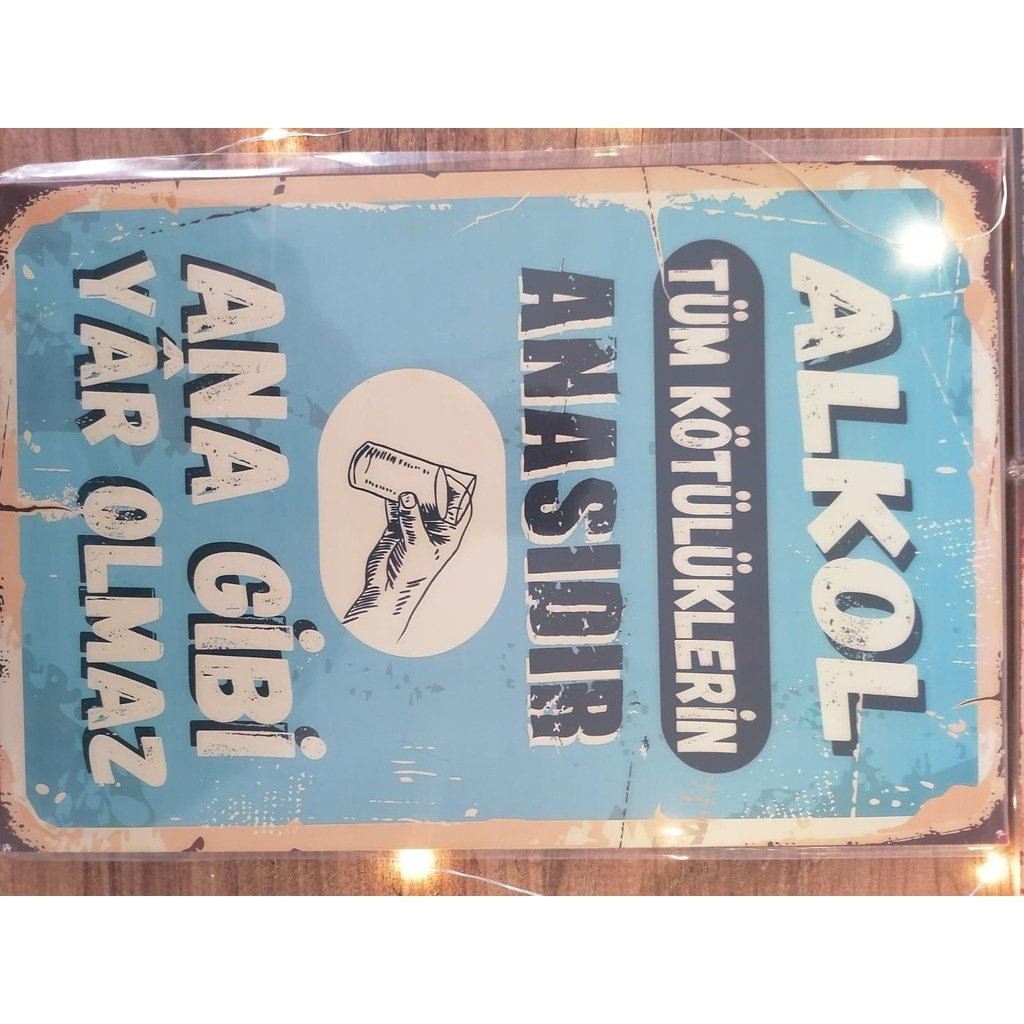 ALKOL
TÜM KÖTÜLÜKLERİN
ANASIDIR
ANA GİBİ
YÂR OLMAZ